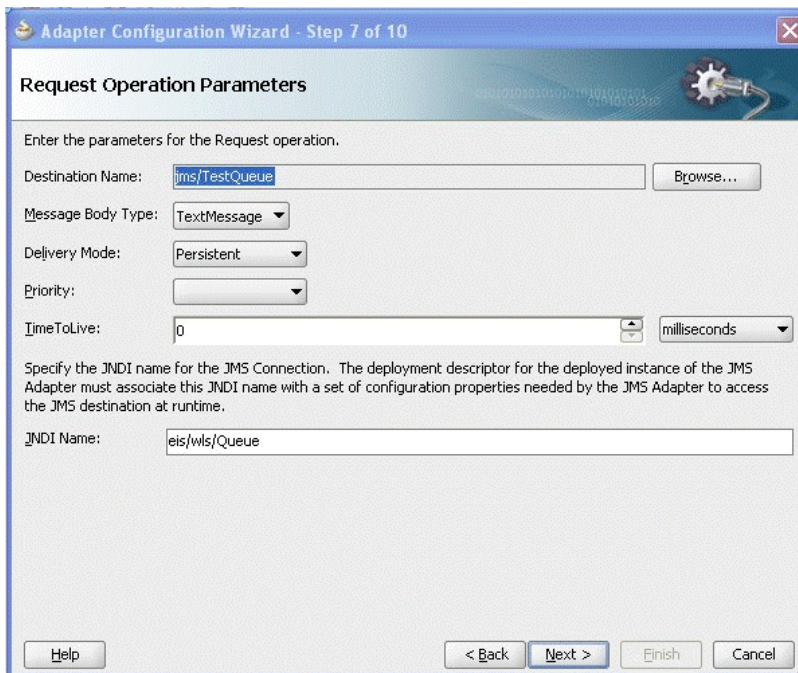 Adapter Configuration Wizard - Step 7 of 10
Request Operation Parameters
Enter the parameters for the Request operation.
Destination Name: jms/TestQueue Browse...
Message Body Type: TextMessage
Delivery Mode: Persistent
Priority:
TimeToLive: 0 milliseconds
Specify the JNDI name for the JMS Connection. The deployment descriptor for the deployed instance of the JMS
Adapter must associate this JNDI name with a set of configuration properties needed by the JMS Adapter to access
the JMS destination at runtime.
JNDI Name: eis/wls/Queue
Help < Back Next > Finish Cancel